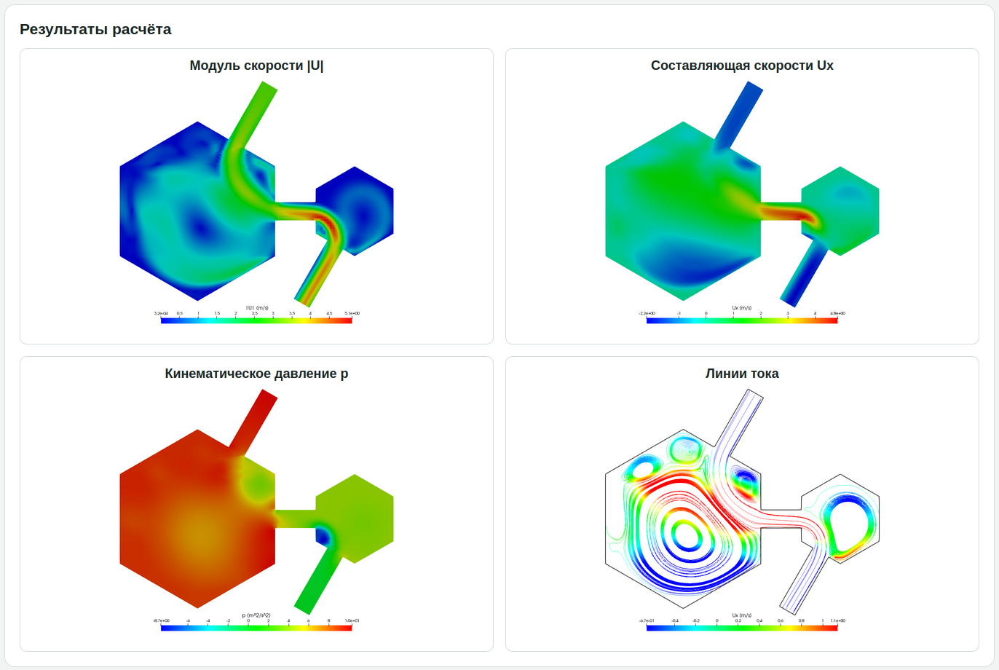 Результаты расчёта
Модуль скорости |U|
|U| (m/s)
3.2e-04 0.5 1 1.5 2 2.5 3 3.5 4 4.5 5.1e+00
Составляющая скорости Ux
Ux (m/s)
-2.2e+00 -1 0 1 2 3 4 4.8e+00
Кинематическое давление p
p (m^2/s^2)
-8.7e+00 -6 -4 -2 0 2 4 6 8 1.0e+01
Линии тока
Ux (m/s)
-6.7e-01 -0.4 -0.2 0 0.2 0.4 0.6 0.8 1 1.1e+00